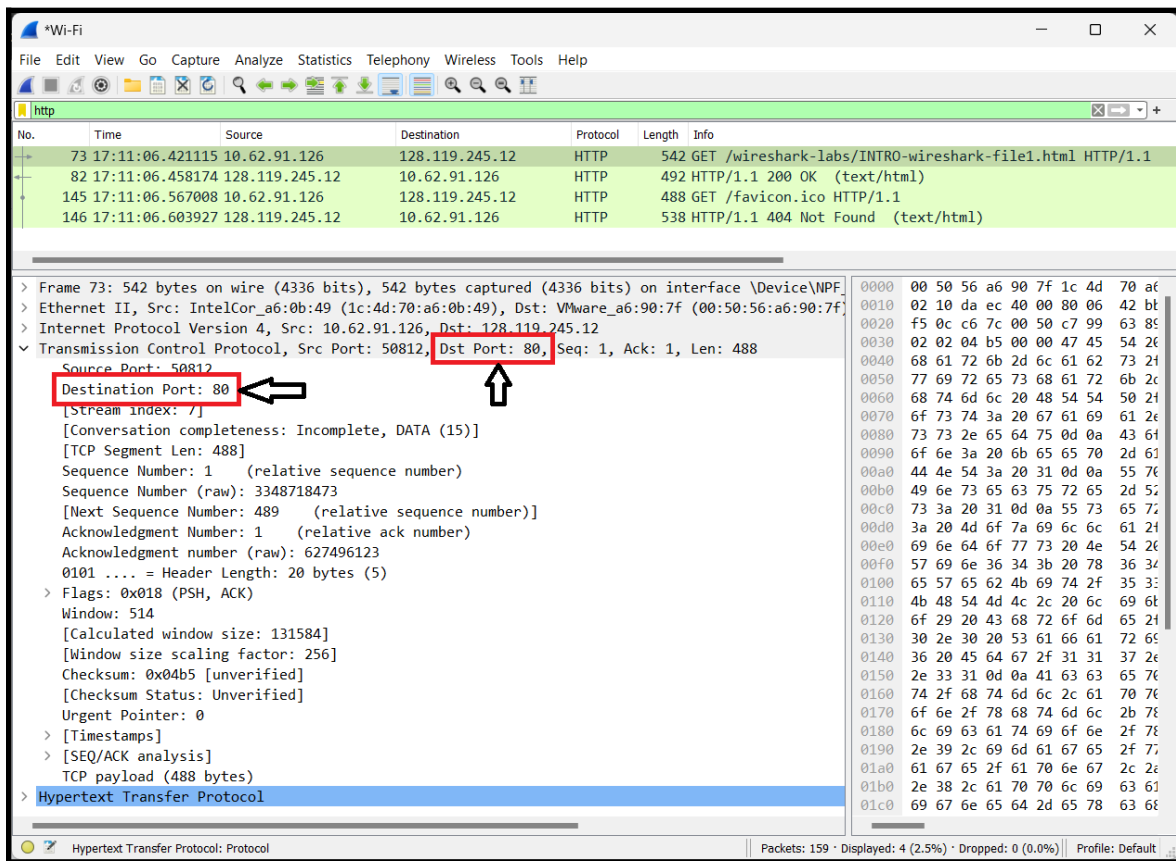 *Wi-Fi
File Edit View Go Capture Analyze Statistics Telephony Wireless Tools Help
http
No. Time Source Destination Protocol Length Info
73 17:11:06.421115 10.62.91.126 128.119.245.12 HTTP 542 GET /wireshark-labs/INTRO-wireshark-file1.html HTTP/1.1
82 17:11:06.458174 128.119.245.12 10.62.91.126 HTTP 492 HTTP/1.1 200 OK (text/html)
145 17:11:06.567008 10.62.91.126 128.119.245.12 HTTP 488 GET /favicon.ico HTTP/1.1
146 17:11:06.603927 128.119.245.12 10.62.91.126 HTTP 538 HTTP/1.1 404 Not Found (text/html)
Frame 73: 542 bytes on wire (4336 bits), 542 bytes captured (4336 bits) on interface \Device\NPF_
Ethernet II, Src: IntelCor_a6:0b:49 (1c:4d:70:a6:0b:49), Dst: VMware_a6:90:7f (00:50:56:a6:90:7f)
Internet Protocol Version 4, Src: 10.62.91.126, Dst: 128.119.245.12
Transmission Control Protocol, Src Port: 50812, Dst Port: 80, Seq: 1, Ack: 1, Len: 488
Source Port: 50812
Destination Port: 80
[Stream index: 7]
[Conversation completeness: Incomplete, DATA (15)]
[TCP Segment Len: 488]
Sequence Number: 1 (relative sequence number)
Sequence Number (raw): 3348718473
[Next Sequence Number: 489 (relative sequence number)]
Acknowledgment Number: 1 (relative ack number)
Acknowledgment number (raw): 627496123
0101 .... = Header Length: 20 bytes (5)
Flags: 0x018 (PSH, ACK)
Window: 514
[Calculated window size: 131584]
[Window size scaling factor: 256]
Checksum: 0x04b5 [unverified]
[Checksum Status: Unverified]
Urgent Pointer: 0
[Timestamps]
[SEQ/ACK analysis]
TCP payload (488 bytes)
Hypertext Transfer Protocol
0000 00 50 56 a6 90 7f 1c 4d 70 a6
0010 02 10 da ec 40 00 80 06 42 bb
0020 f5 0c c6 7c 00 50 c7 99 63 89
0030 02 02 04 b5 00 00 47 45 54 20
0040 68 61 72 6b 2d 6c 61 62 73 2f
0050 77 69 72 65 73 68 61 72 6b 2d
0060 68 74 6d 6c 20 48 54 54 50 2f
0070 6f 73 74 3a 20 67 61 69 61 2e
0080 73 73 2e 65 64 75 0d 0a 43 6f
0090 6f 6e 3a 20 6b 65 65 70 2d 61
00a0 44 4e 54 3a 20 31 0d 0a 55 70
00b0 49 6e 73 65 63 75 72 65 2d 52
00c0 73 3a 20 31 0d 0a 55 73 65 72
00d0 3a 20 4d 6f 7a 69 6c 6c 61 2f
00e0 69 6e 64 6f 77 73 20 4e 54 20
00f0 57 69 6e 36 34 3b 20 78 36 34
0100 65 57 65 62 4b 69 74 2f 35 33
0110 4b 48 54 4d 4c 2c 20 6c 69 6b
0120 6f 29 20 43 68 72 6f 6d 65 2f
0130 30 2e 30 20 53 61 66 61 72 69
0140 36 20 45 64 67 2f 31 31 37 2e
0150 2e 33 31 0d 0a 41 63 63 65 70
0160 74 2f 68 74 6d 6c 2c 61 70 70
0170 6f 6e 2f 78 68 74 6d 6c 2b 78
0180 6c 69 63 61 74 69 6f 6e 2f 78
0190 2e 39 2c 69 6d 61 67 65 2f 77
01a0 61 67 65 2f 61 70 6e 67 2c 2a
01b0 2e 38 2c 61 70 70 6c 69 63 61
01c0 69 67 6e 65 64 2d 65 78 63 68
Hypertext Transfer Protocol: Protocol Packets: 159 · Displayed: 4 (2.5%) · Dropped: 0 (0.0%) Profile: Default